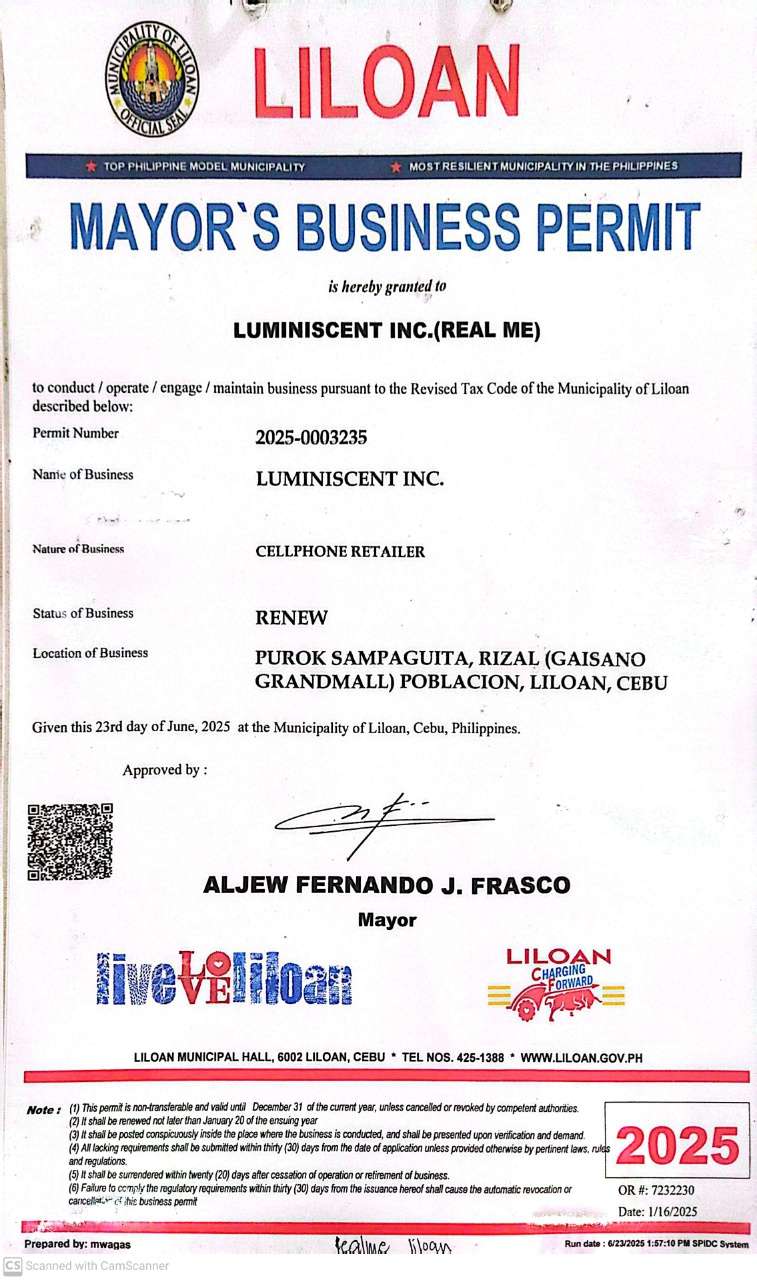 MUNICIPALITY OF LILOAN
OFFICIAL SEAL
LILOAN
TOP PHILIPPINE MODEL MUNICIPALITY
MOST RESILIENT MUNICIPALITY IN THE PHILIPPINES
MAYOR`S BUSINESS PERMIT
is hereby granted to
LUMINISCENT INC.(REAL ME)
to conduct / operate / engage / maintain business pursuant to the Revised Tax Code of the Municipality of Liloan
described below:
Permit Number 2025-0003235
Name of Business LUMINISCENT INC.
Nature of Business CELLPHONE RETAILER
Status of Business RENEW
Location of Business PUROK SAMPAGUITA, RIZAL (GAISANO
GRANDMALL) POBLACION, LILOAN, CEBU
Given this 23rd day of June, 2025 at the Municipality of Liloan, Cebu, Philippines.
Approved by :
ALJEW FERNANDO J. FRASCO
Mayor
live LOVE liloan
LILOAN
CHARGING
FORWARD
LILOAN MUNICIPAL HALL, 6002 LILOAN, CEBU * TEL NOS. 425-1388 * WWW.LILOAN.GOV.PH
Note : (1) This permit is non-transferable and valid until December 31 of the current year, unless cancelled or revoked by competent authorities.
(2) It shall be renewed not later than January 20 of the ensuing year
(3) It shall be posted conspicuously inside the place where the business is conducted, and shall be presented upon verification and demand.
(4) All lacking requirements shall be submitted within thirty (30) days from the date of application unless provided otherwise by pertinent laws, rules
and regulations.
(5) It shall be surrendered within twenty (20) days after cessation of operation or retirement of business.
(6) Failure to comply the regulatory requirements within thirty (30) days from the issuance hereof shall cause the automatic revocation or
cancellation of this business permit
2025
OR #: 7232230
Date: 1/16/2025
Prepared by: mwagas
realme liloan
Run date : 6/23/2025 1:57:10 PM SPIDC System
CS Scanned with CamScanner